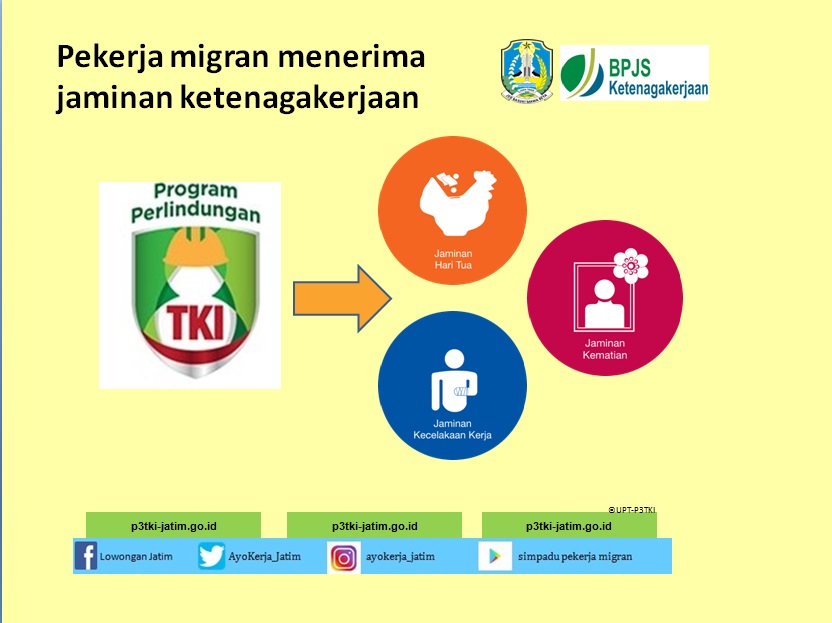 Pekerja migran menerima
jaminan ketenagakerjaan
BPJS
Ketenagakerjaan
Program
Perlindungan
TKI
Jaminan
Hari Tua
Jaminan
Kematian
Jaminan
Kecelakaan Kerja
©UPT-P3TKI
p3tki-jatim.go.id
p3tki-jatim.go.id
p3tki-jatim.go.id
Lowongan Jatim
AyoKerja_Jatim
ayokerja_jatim
simpadu pekerja migran